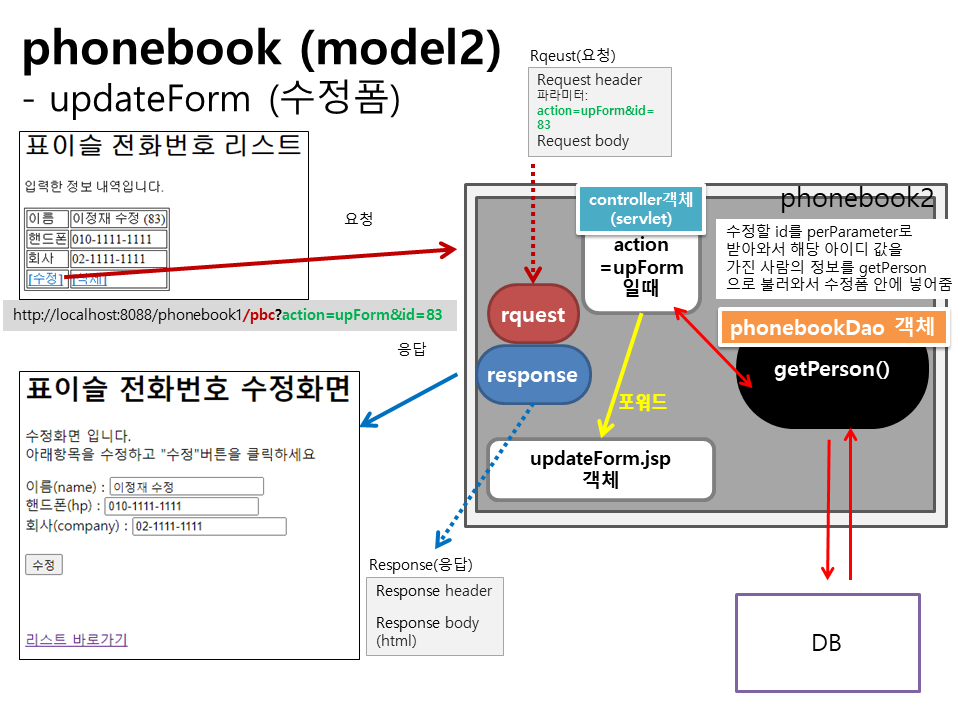 phonebook (model2)
- updateForm (수정폼)
표이슬 전화번호 리스트
입력한 정보 내역입니다.
이름 이정재 수정 (83)
핸드폰 010-1111-1111
회사 02-1111-1111
[수정] [삭제]
요청
http://localhost:8088/phonebook1/pbc?action=upForm&id=83
응답
표이슬 전화번호 수정화면
수정화면 입니다.
아래항목을 수정하고 "수정"버튼을 클릭하세요
이름(name) : 이정재 수정
핸드폰(hp) : 010-1111-1111
회사(company) : 02-1111-1111
수정
리스트 바로가기
Rqeust(요청)
Request header
파라미터:
action=upForm&id=
83
Request body
phonebook2
controller객체
(servlet)
action
=upForm
일때
수정할 id를 perParameter로
받아와서 해당 아이디 값을
가진 사람의 정보를 getPerson
으로 불러와서 수정폼 안에 넣어줌
rquest
response
phonebookDao 객체
getPerson()
포워드
updateForm.jsp
객체
Response(응답)
Response header
Response body
(html)
DB